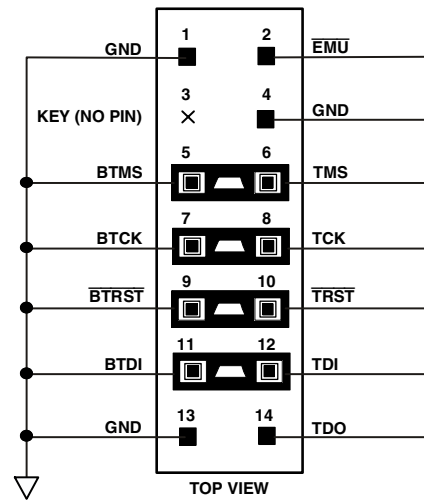 1 2
GND EMU
3 4
KEY (NO PIN) GND
5 6
BTMS TMS
7 8
BTCK TCK
9 10
BTRST TRST
11 12
BTDI TDI
13 14
GND TDO
TOP VIEW